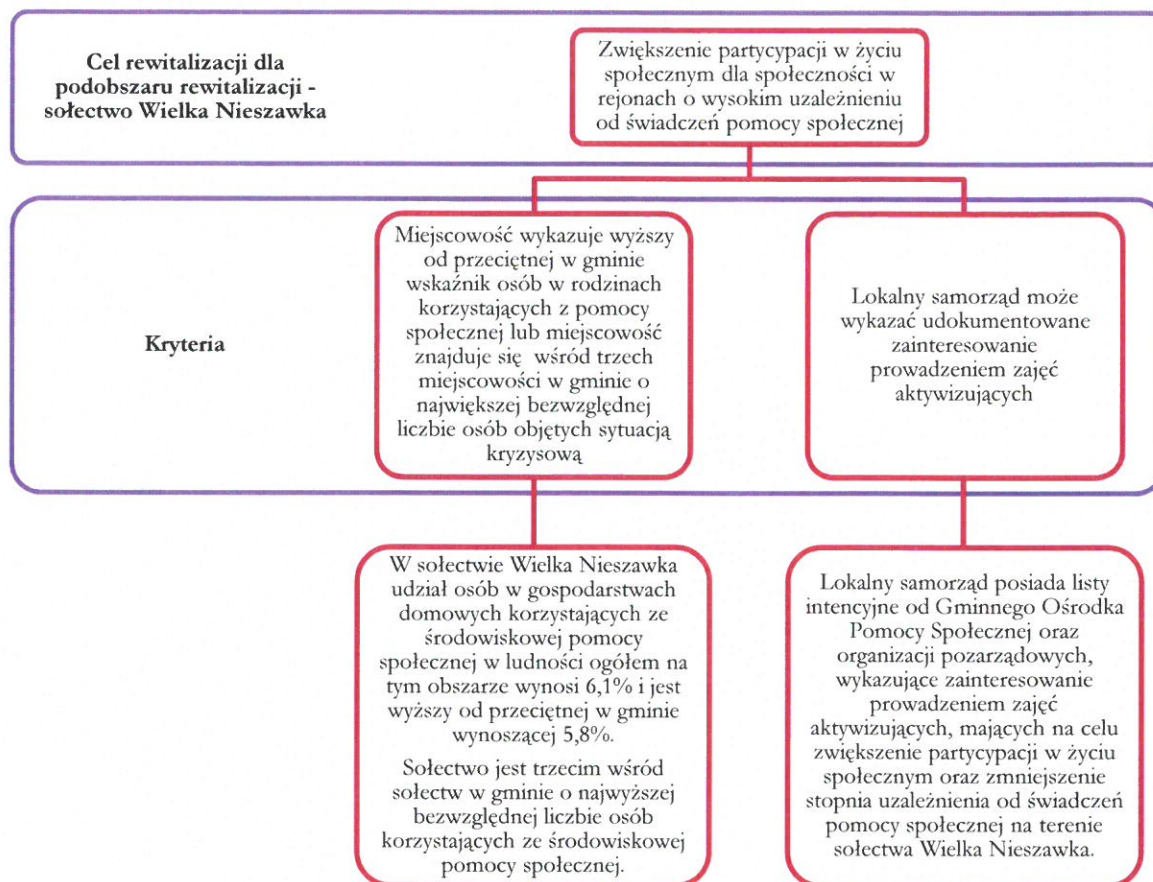 Cel rewitalizacji dla
podobszaru rewitalizacji -
sołectwo Wielka Nieszawka
Zwiększenie partycypacji w życiu
społecznym dla społeczności w
rejonach o wysokim uzależnieniu
od świadczeń pomocy społecznej
Kryteria
Miejscowość wykazuje wyższy
od przeciętnej w gminie
wskaźnik osób w rodzinach
korzystających z pomocy
społecznej lub miejscowość
znajduje się wśród trzech
miejscowości w gminie o
największej bezwzględnej
liczbie osób objętych sytuacją
kryzysową
Lokalny samorząd może
wykazać udokumentowane
zainteresowanie
prowadzeniem zajęć
aktywizujących
W sołectwie Wielka Nieszawka
udział osób w gospodarstwach
domowych korzystających ze
środowiskowej pomocy
społecznej w ludności ogółem na
tym obszarze wynosi 6,1% i jest
wyższy od przeciętnej w gminie
wynoszącej 5,8%.
Sołectwo jest trzecim wśród
sołectw w gminie o najwyższej
bezwzględnej liczbie osób
korzystających ze środowiskowej
pomocy społecznej.
Lokalny samorząd posiada listy
intencyjne od Gminnego Ośrodka
Pomocy Społecznej oraz
organizacji pozarządowych,
wykazujące zainteresowanie
prowadzeniem zajęć
aktywizujących, mających na celu
zwiększenie partycypacji w życiu
społecznym oraz zmniejszenie
stopnia uzależnienia od świadczeń
pomocy społecznej na terenie
sołectwa Wielka Nieszawka.